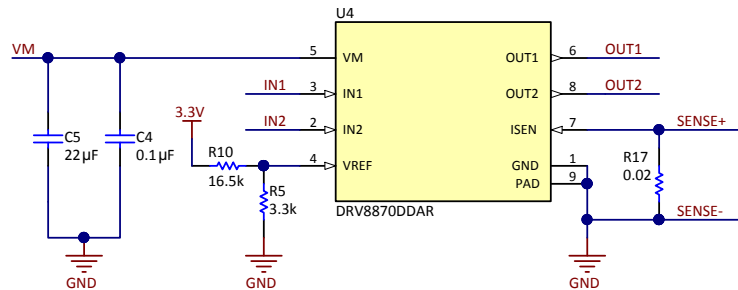 U4
VM
5
VM
OUT1
6
OUT1
IN1
3
IN1
OUT2
8
OUT2
3.3V
IN2
2
IN2
ISEN
7
SENSE+
C5
22µF
C4
0.1µF
R10
16.5k
4
VREF
GND
1
PAD
9
R17
0.02
R5
3.3k
DRV8870DDAR
SENSE-
GND
GND
GND